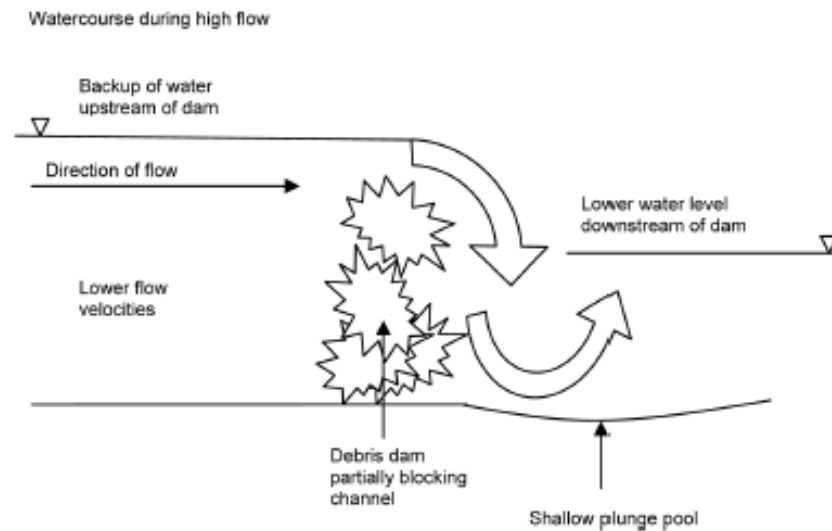 Watercourse during high flow
Backup of water
upstream of dam
Direction of flow
Lower water level
downstream of dam
Lower flow
velocities
Debris dam
partially blocking
channel
Shallow plunge pool